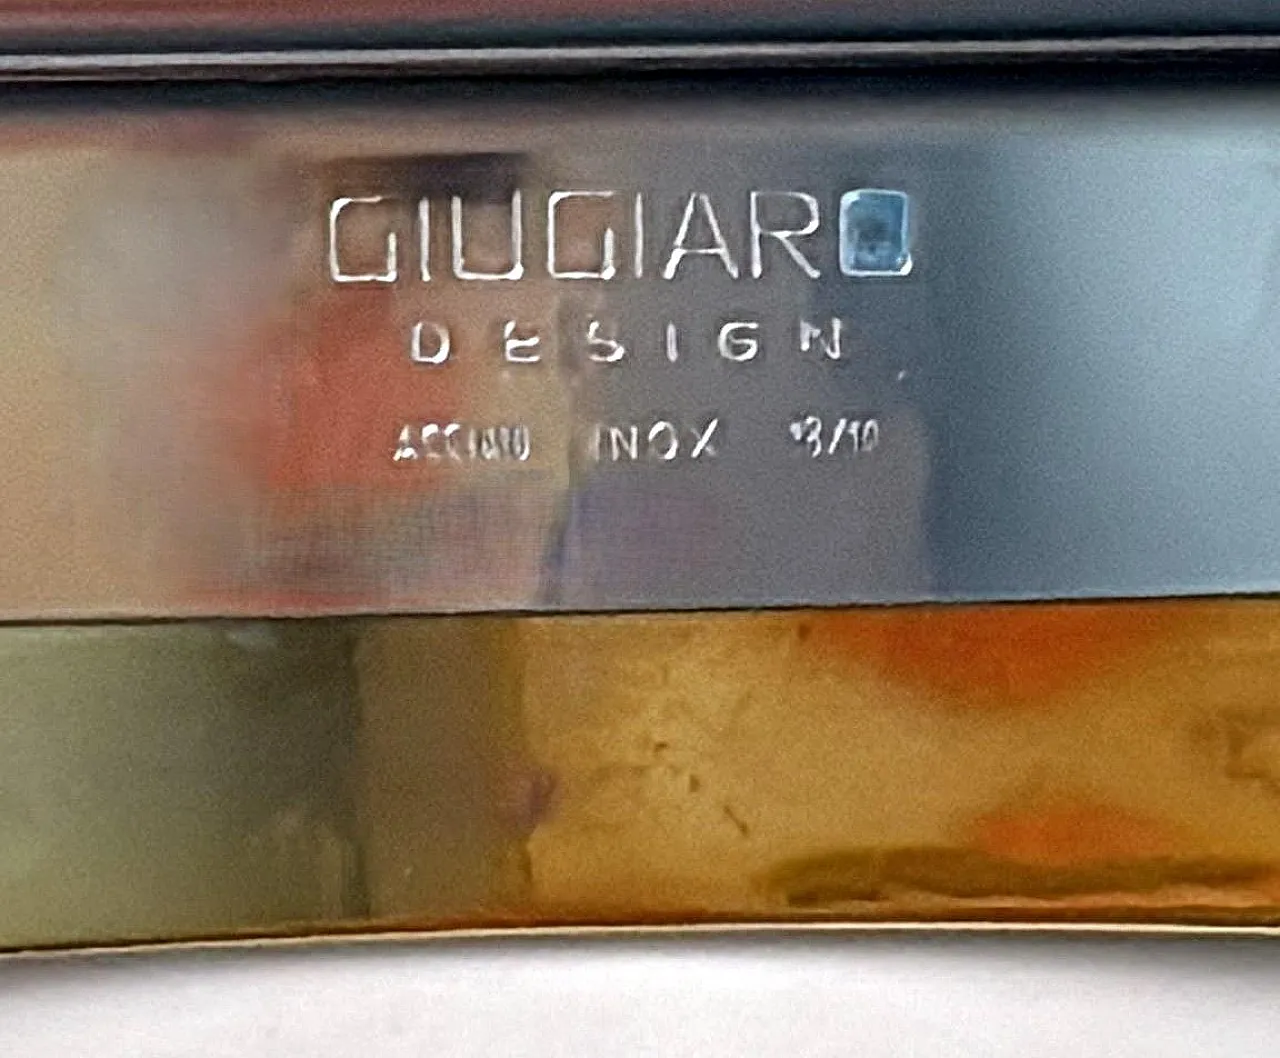 GIUGIARO
DESIGN
ACCIAIO INOX 18/10